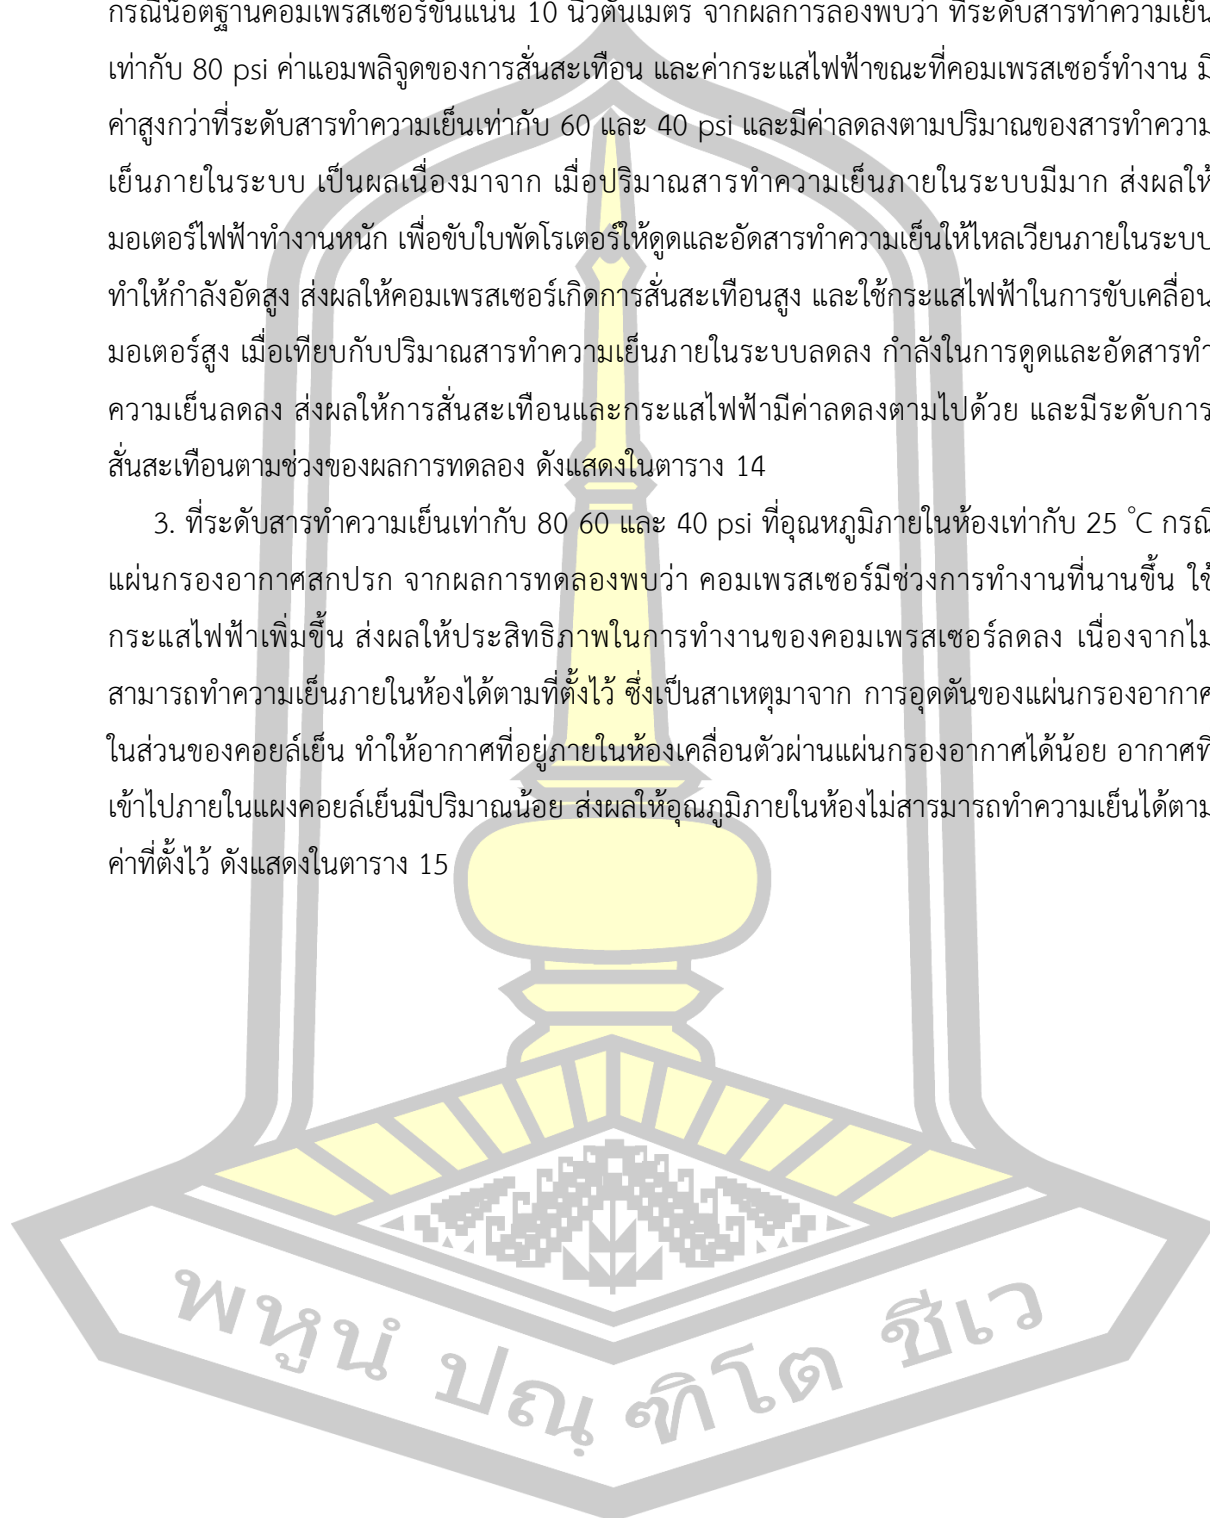 กรณีน็อตฐานคอมเพรสเซอร์ขันแน่น 10 นิวตันเมตร จากผลการลองพบว่า ที่ระดับสารทำความเย็น
เท่ากับ 80 psi ค่าแอมพลิจูดของการสั่นสะเทือน และค่ากระแสไฟฟ้าขณะที่คอมเพรสเซอร์ทำงาน มี
ค่าสูงกว่าที่ระดับสารทำความเย็นเท่ากับ 60 และ 40 psi และมีค่าลดลงตามปริมาณของสารทำความ
เย็นภายในระบบ เป็นผลเนื่องมาจาก เมื่อปริมาณสารทำความเย็นภายในระบบมีมาก ส่งผลให้
มอเตอร์ไฟฟ้าทำงานหนัก เพื่อขับใบพัดโรเตอร์ให้ดูดและอัดสารทำความเย็นให้ไหลเวียนภายในระบบ
ทำให้กำลังอัดสูง ส่งผลให้คอมเพรสเซอร์เกิดการสั่นสะเทือนสูง และใช้กระแสไฟฟ้าในการขับเคลื่อน
มอเตอร์สูง เมื่อเทียบกับปริมาณสารทำความเย็นภายในระบบลดลง กำลังในการดูดและอัดสารทำ
ความเย็นลดลง ส่งผลให้การสั่นสะเทือนและกระแสไฟฟ้ามีค่าลดลงตามไปด้วย และมีระดับการ
สั่นสะเทือนตามช่วงของผลการทดลอง ดังแสดงในตาราง 14
3. ที่ระดับสารทำความเย็นเท่ากับ 80 60 และ 40 psi ที่อุณหภูมิภายในห้องเท่ากับ 25 °C กรณี
แผ่นกรองอากาศสกปรก จากผลการทดลองพบว่า คอมเพรสเซอร์มีช่วงการทำงานที่นานขึ้น ใช้
กระแสไฟฟ้าเพิ่มขึ้น ส่งผลให้ประสิทธิภาพในการทำงานของคอมเพรสเซอร์ลดลง เนื่องจากไม่
สามารถทำความเย็นภายในห้องได้ตามที่ตั้งไว้ ซึ่งเป็นสาเหตุมาจาก การอุดตันของแผ่นกรองอากาศ
ในส่วนของคอยล์เย็น ทำให้อากาศที่อยู่ภายในห้องเคลื่อนตัวผ่านแผ่นกรองอากาศได้น้อย อากาศที่
เข้าไปภายในแผงคอยล์เย็นมีปริมาณน้อย ส่งผลให้อุณภูมิภายในห้องไม่สารมารถทำความเย็นได้ตาม
ค่าที่ตั้งไว้ ดังแสดงในตาราง 15
พหูนํ ปณฺฑิโต ชีเว